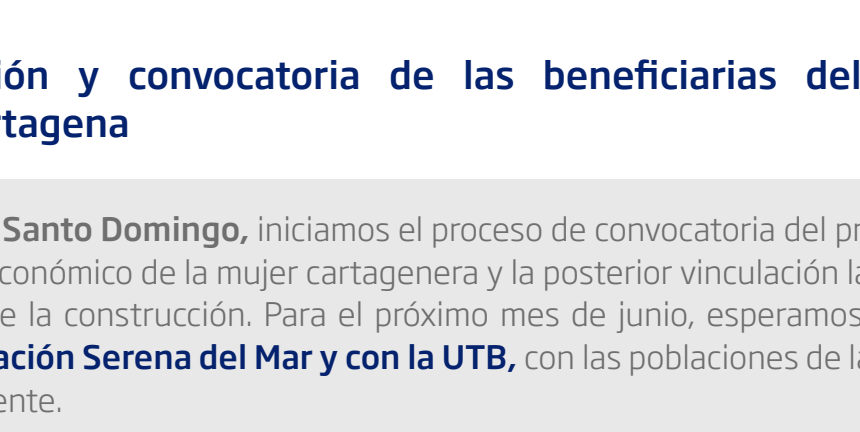 ión y convocatoria de las beneficiarias del
rtagena
Santo Domingo, iniciamos el proceso de convocatoria del pr
conómico de la mujer cartagenera y la posterior vinculación la
e la construcción. Para el próximo mes de junio, esperamos
ación Serena del Mar y con la UTB, con las poblaciones de la
ente.